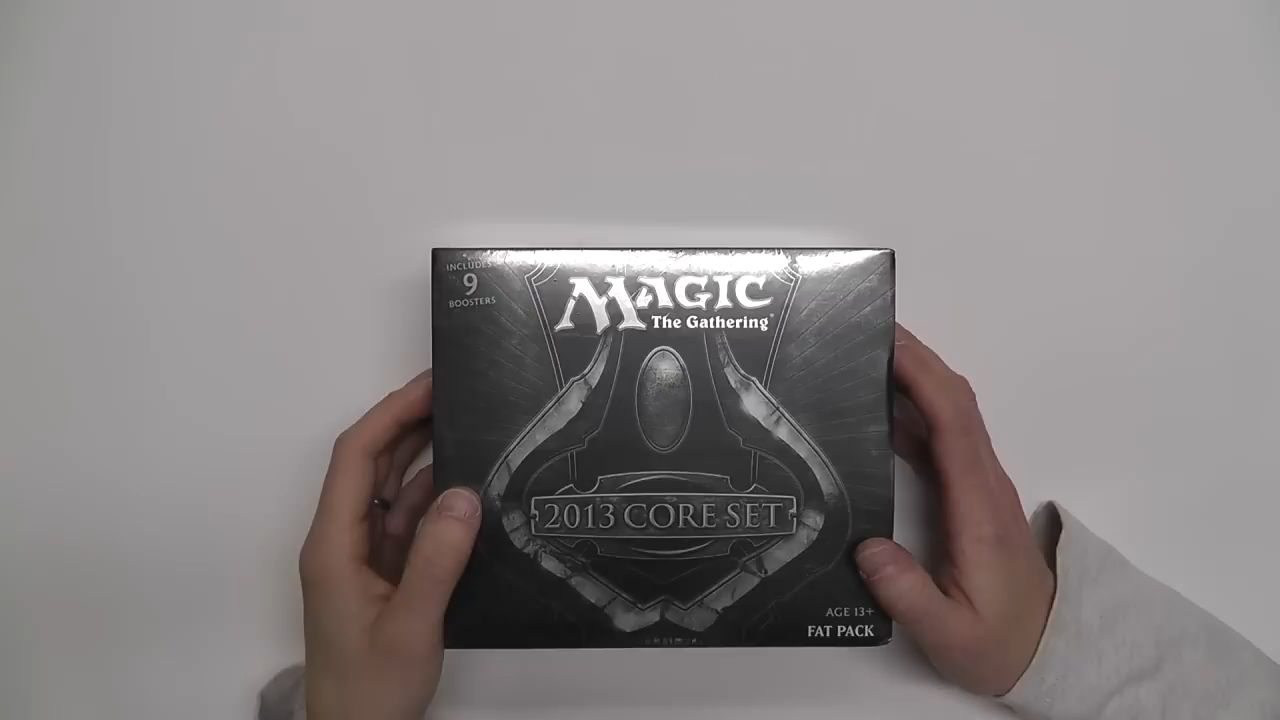 INCLUDES
9
BOOSTERS
MAGIC
The Gathering®
2013 CORE SET
AGE 13+
FAT PACK